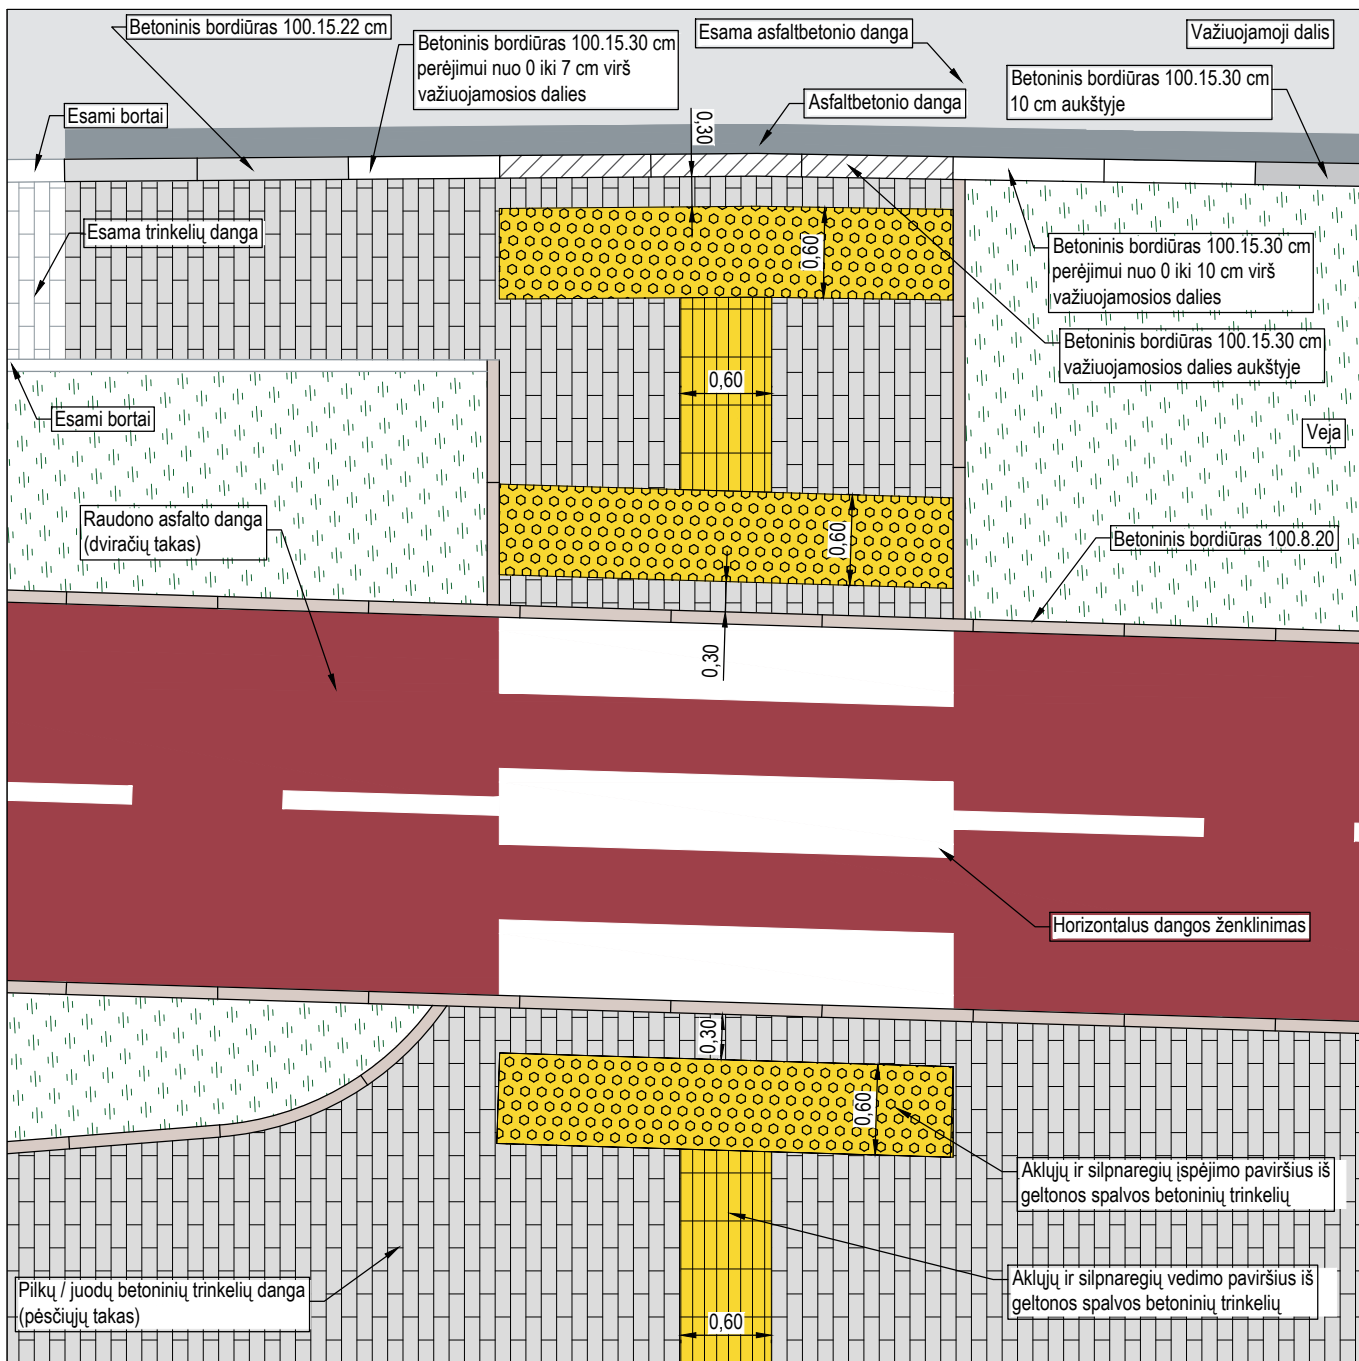 Betoninis bordiūras 100.15.22 cm
Betoninis bordiūras 100.15.30 cm
perėjimui nuo 0 iki 7 cm virš
važiuojamosios dalies
Esama asfaltbetonio danga
Važiuojamoji dalis
Betoninis bordiūras 100.15.30 cm
10 cm aukštyje
Asfaltbetonio danga
Esami bortai
0,30
Esama trinkelių danga
0,60
Betoninis bordiūras 100.15.30 cm
perėjimui nuo 0 iki 10 cm virš
važiuojamosios dalies
Betoninis bordiūras 100.15.30 cm
važiuojamosios dalies aukštyje
0,60
Esami bortai
Veja
Raudono asfalto danga
(dviračių takas)
0,60
Betoninis bordiūras 100.8.20
0,30
Horizontalus dangos ženklinimas
0,30
0,60
Aklųjų ir silpnaregių įspėjimo paviršius iš
geltonos spalvos betoninių trinkelių
Pilkų / juodų betoninių trinkelių danga
(pėsčiųjų takas)
Aklųjų ir silpnaregių vedimo paviršius iš
geltonos spalvos betoninių trinkelių
0,60